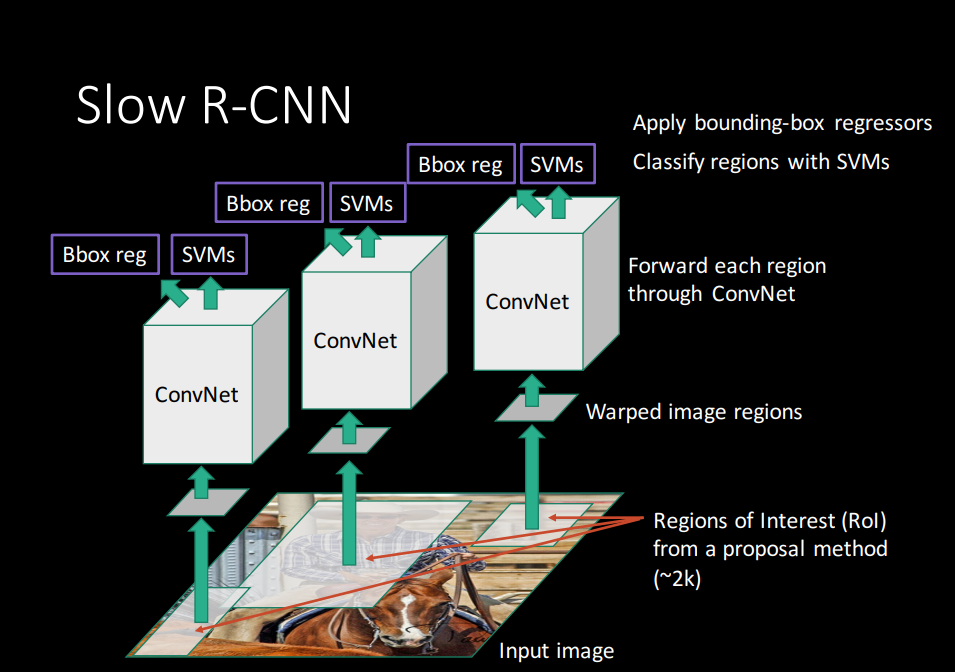 Slow R-CNN
Apply bounding-box regressors
Classify regions with SVMs
Bbox reg
SVMs
Bbox reg
SVMs
Bbox reg
SVMs
Forward each region
through ConvNet
ConvNet
ConvNet
ConvNet
Warped image regions
Regions of Interest (RoI)
from a proposal method
(~2k)
Input image